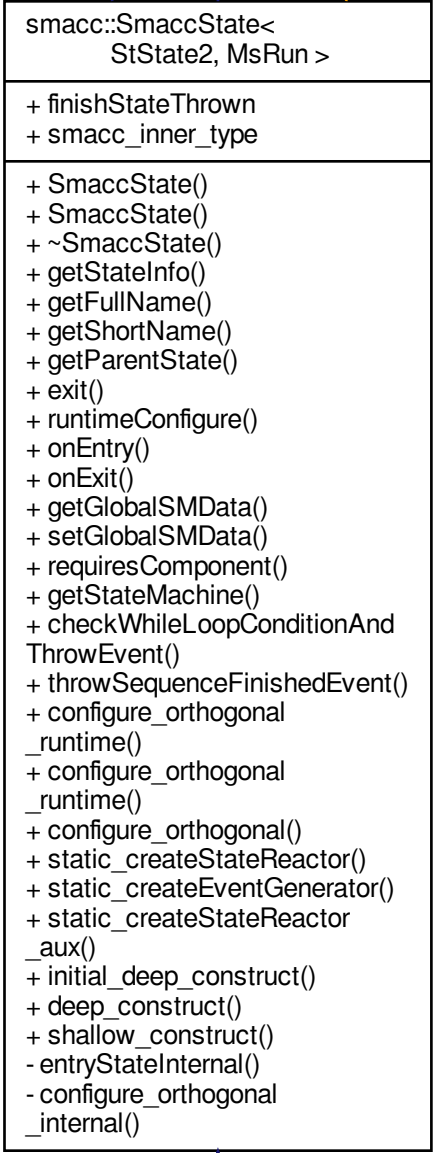 smacc::SmaccState<
StState2, MsRun >
+ finishStateThrown
+ smacc_inner_type
+ SmaccState()
+ SmaccState()
+ ~SmaccState()
+ getStateInfo()
+ getFullName()
+ getShortName()
+ getParentState()
+ exit()
+ runtimeConfigure()
+ onEntry()
+ onExit()
+ getGlobalSMData()
+ setGlobalSMData()
+ requiresComponent()
+ getStateMachine()
+ checkWhileLoopConditionAnd
ThrowEvent()
+ throwSequenceFinishedEvent()
+ configure_orthogonal
_runtime()
+ configure_orthogonal
_runtime()
+ configure_orthogonal()
+ static_createStateReactor()
+ static_createEventGenerator()
+ static_createStateReactor
_aux()
+ initial_deep_construct()
+ deep_construct()
+ shallow_construct()
- entryStateInternal()
- configure_orthogonal
_internal()